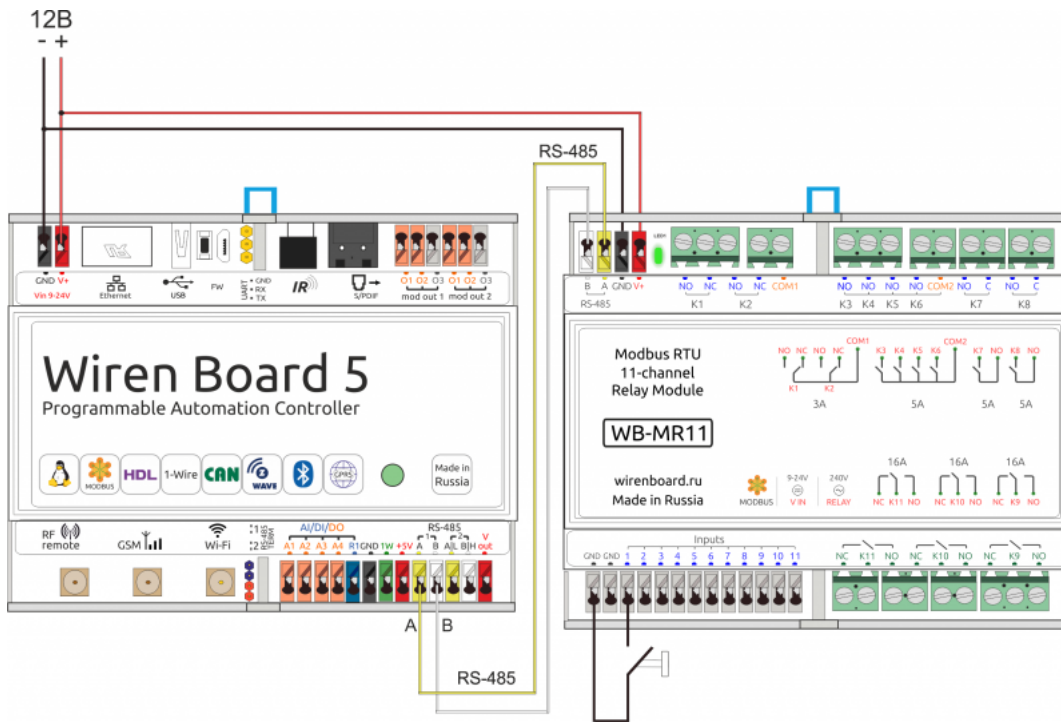 12В
- +
RS-485
GND V+
Vin 9-24V
Ethernet
USB
FW
UART
GND
RX
TX
IR
S/PDIF
O1 O2 O3 O1 O2 O3
mod out 1 mod out 2
Wiren Board 5
Programmable Automation Controller
MODBUS
HDL
1-Wire
CAN
WAVE
GPRS
Made in
Russia
RF
remote
GSM
Wi-Fi
1
2
RS-485
TERM
AI/DI/DO
A1 A2 A3 A4 R1 GND 1W +5V
RS-485
1 2
A B A L B H
V
out
A B
RS-485
B A GND V+
RS-485
NO NC NO NC COM1
K1 K2
NO NO NO NO COM2 NO C NO C
K3 K4 K5 K6 K7 K8
Modbus RTU
11-channel
Relay Module
WB-MR11
wirenboard.ru
Made in Russia
NO NC NO NC COM1
K1 K2
3A
K3 K4 K5 K6 COM2
5A
K7 NO K8 NO
5A 5A
MODBUS
9-24V
V IN
240V
RELAY
16A 16A 16A
NC K11 NO NC K10 NO NC K9 NO
Inputs
GND GND 1 2 3 4 5 6 7 8 9 10 11
NC K11 NO NC K10 NO NC K9 NO